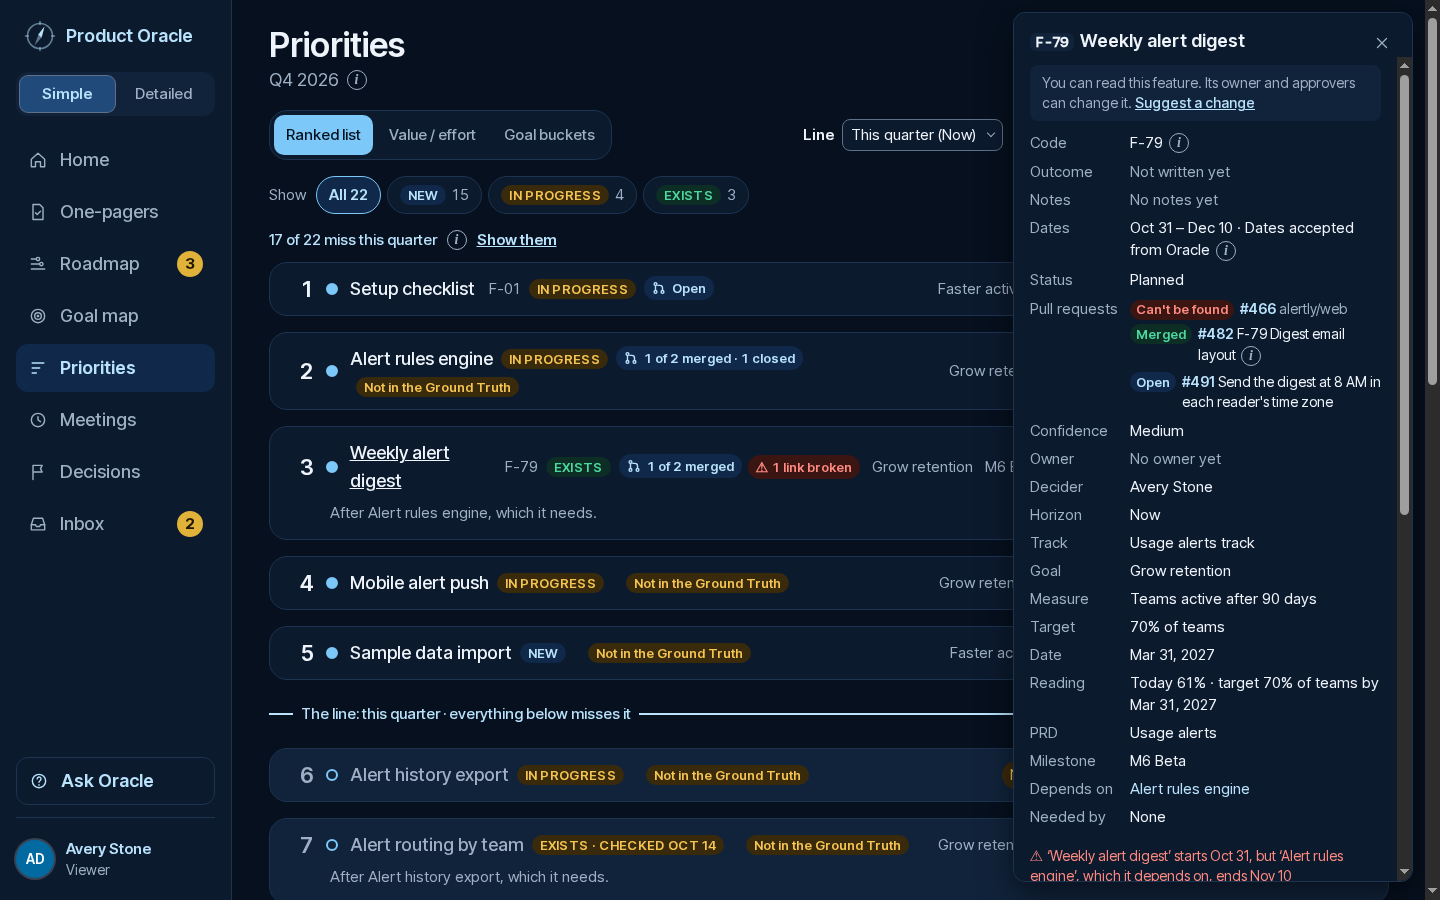 Product Oracle
Simple
Detailed
Home
One-pagers
Roadmap
3
Goal map
Priorities
Meetings
Decisions
Inbox
2
Ask Oracle
AD
Avery Stone
Viewer
Priorities
Q4 2026 i
Ranked list
Value / effort
Goal buckets
Line
This quarter (Now)
Show
All 22
NEW 15
IN PROGRESS 4
EXISTS 3
17 of 22 miss this quarter i Show them
1 Setup checklist F-01 IN PROGRESS Open
2 Alert rules engine IN PROGRESS 1 of 2 merged · 1 closed
Not in the Ground Truth
3 Weekly alert
digest
F-79 EXISTS 1 of 2 merged ⚠ 1 link broken Grow retention M6
After Alert rules engine, which it needs.
4 Mobile alert push IN PROGRESS Not in the Ground Truth
5 Sample data import NEW Not in the Ground Truth
Faster
Grow
The line: this quarter · everything below misses it
6 Alert history export IN PROGRESS Not in the Ground Truth
7 Alert routing by team EXISTS · CHECKED OCT 14 Not in the Ground Truth Grow
After Alert history export, which it needs.
F-79 Weekly alert digest
You can read this feature. Its owner and approvers
can change it. Suggest a change
Code F-79 i
Outcome Not written yet
Notes No notes yet
Dates Oct 31 – Dec 10 · Dates accepted
from Oracle i
Status Planned
Pull requests Can't be found #466 alertly/web
Merged #482 F-79 Digest email
layout i
Open #491 Send the digest at 8 AM in
each reader's time zone
Confidence Medium
Owner No owner yet
Decider Avery Stone
Horizon Now
Track Usage alerts track
Goal Grow retention
Measure Teams active after 90 days
Target 70% of teams
Date Mar 31, 2027
Reading Today 61% · target 70% of teams by
Mar 31, 2027
PRD Usage alerts
Milestone M6 Beta
Depends on Alert rules engine
Needed by None
⚠ ‘Weekly alert digest’ starts Oct 31, but ‘Alert rules
engine’, which it depends on, ends Nov 10